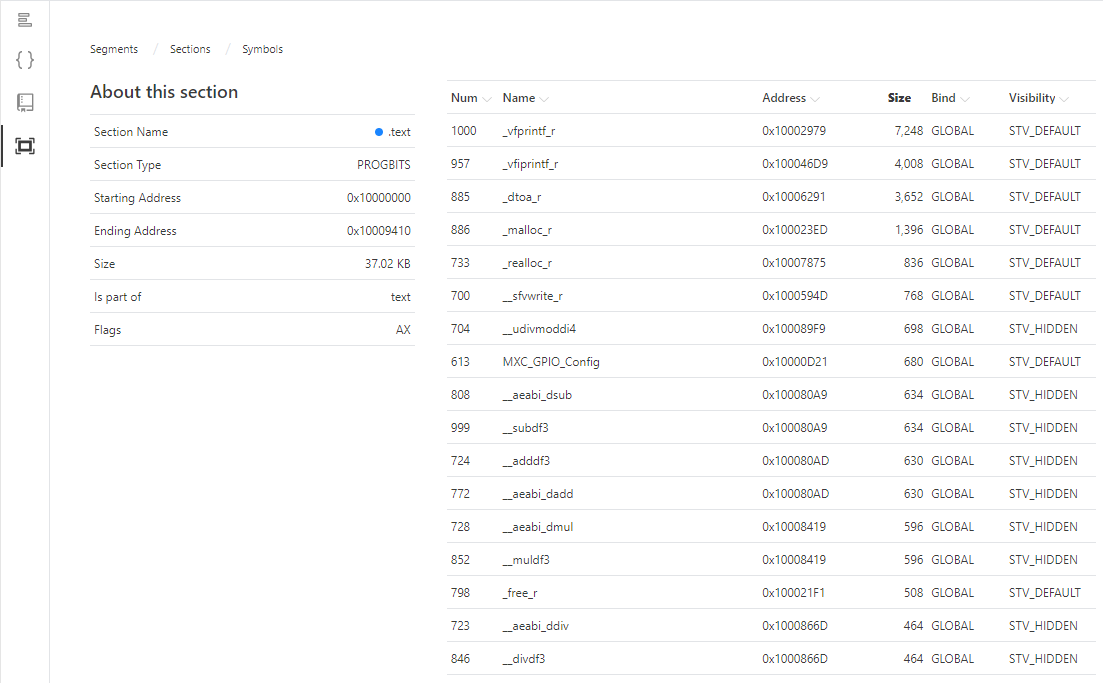 Segments / Sections / Symbols
About this section
Section Name .text
Section Type PROGBITS
Starting Address 0x10000000
Ending Address 0x10009410
Size 37.02 KB
Is part of text
Flags AX
Num Name Address Size Bind Visibility
1000 _vfprintf_r 0x10002979 7,248 GLOBAL STV_DEFAULT
957 _vfiprintf_r 0x100046D9 4,008 GLOBAL STV_DEFAULT
885 _dtoa_r 0x10006291 3,652 GLOBAL STV_DEFAULT
886 _malloc_r 0x100023ED 1,396 GLOBAL STV_DEFAULT
733 _realloc_r 0x10007875 836 GLOBAL STV_DEFAULT
700 __sfvwrite_r 0x1000594D 768 GLOBAL STV_DEFAULT
704 __udivmoddi4 0x100089F9 698 GLOBAL STV_HIDDEN
613 MXC_GPIO_Config 0x10000D21 680 GLOBAL STV_DEFAULT
808 __aeabi_dsub 0x100080A9 634 GLOBAL STV_HIDDEN
999 __subdf3 0x100080A9 634 GLOBAL STV_HIDDEN
724 __adddf3 0x100080AD 630 GLOBAL STV_HIDDEN
772 __aeabi_dadd 0x100080AD 630 GLOBAL STV_HIDDEN
728 __aeabi_dmul 0x10008419 596 GLOBAL STV_HIDDEN
852 __muldf3 0x10008419 596 GLOBAL STV_HIDDEN
798 _free_r 0x100021F1 508 GLOBAL STV_DEFAULT
723 __aeabi_ddiv 0x1000866D 464 GLOBAL STV_HIDDEN
846 __divdf3 0x1000866D 464 GLOBAL STV_HIDDEN